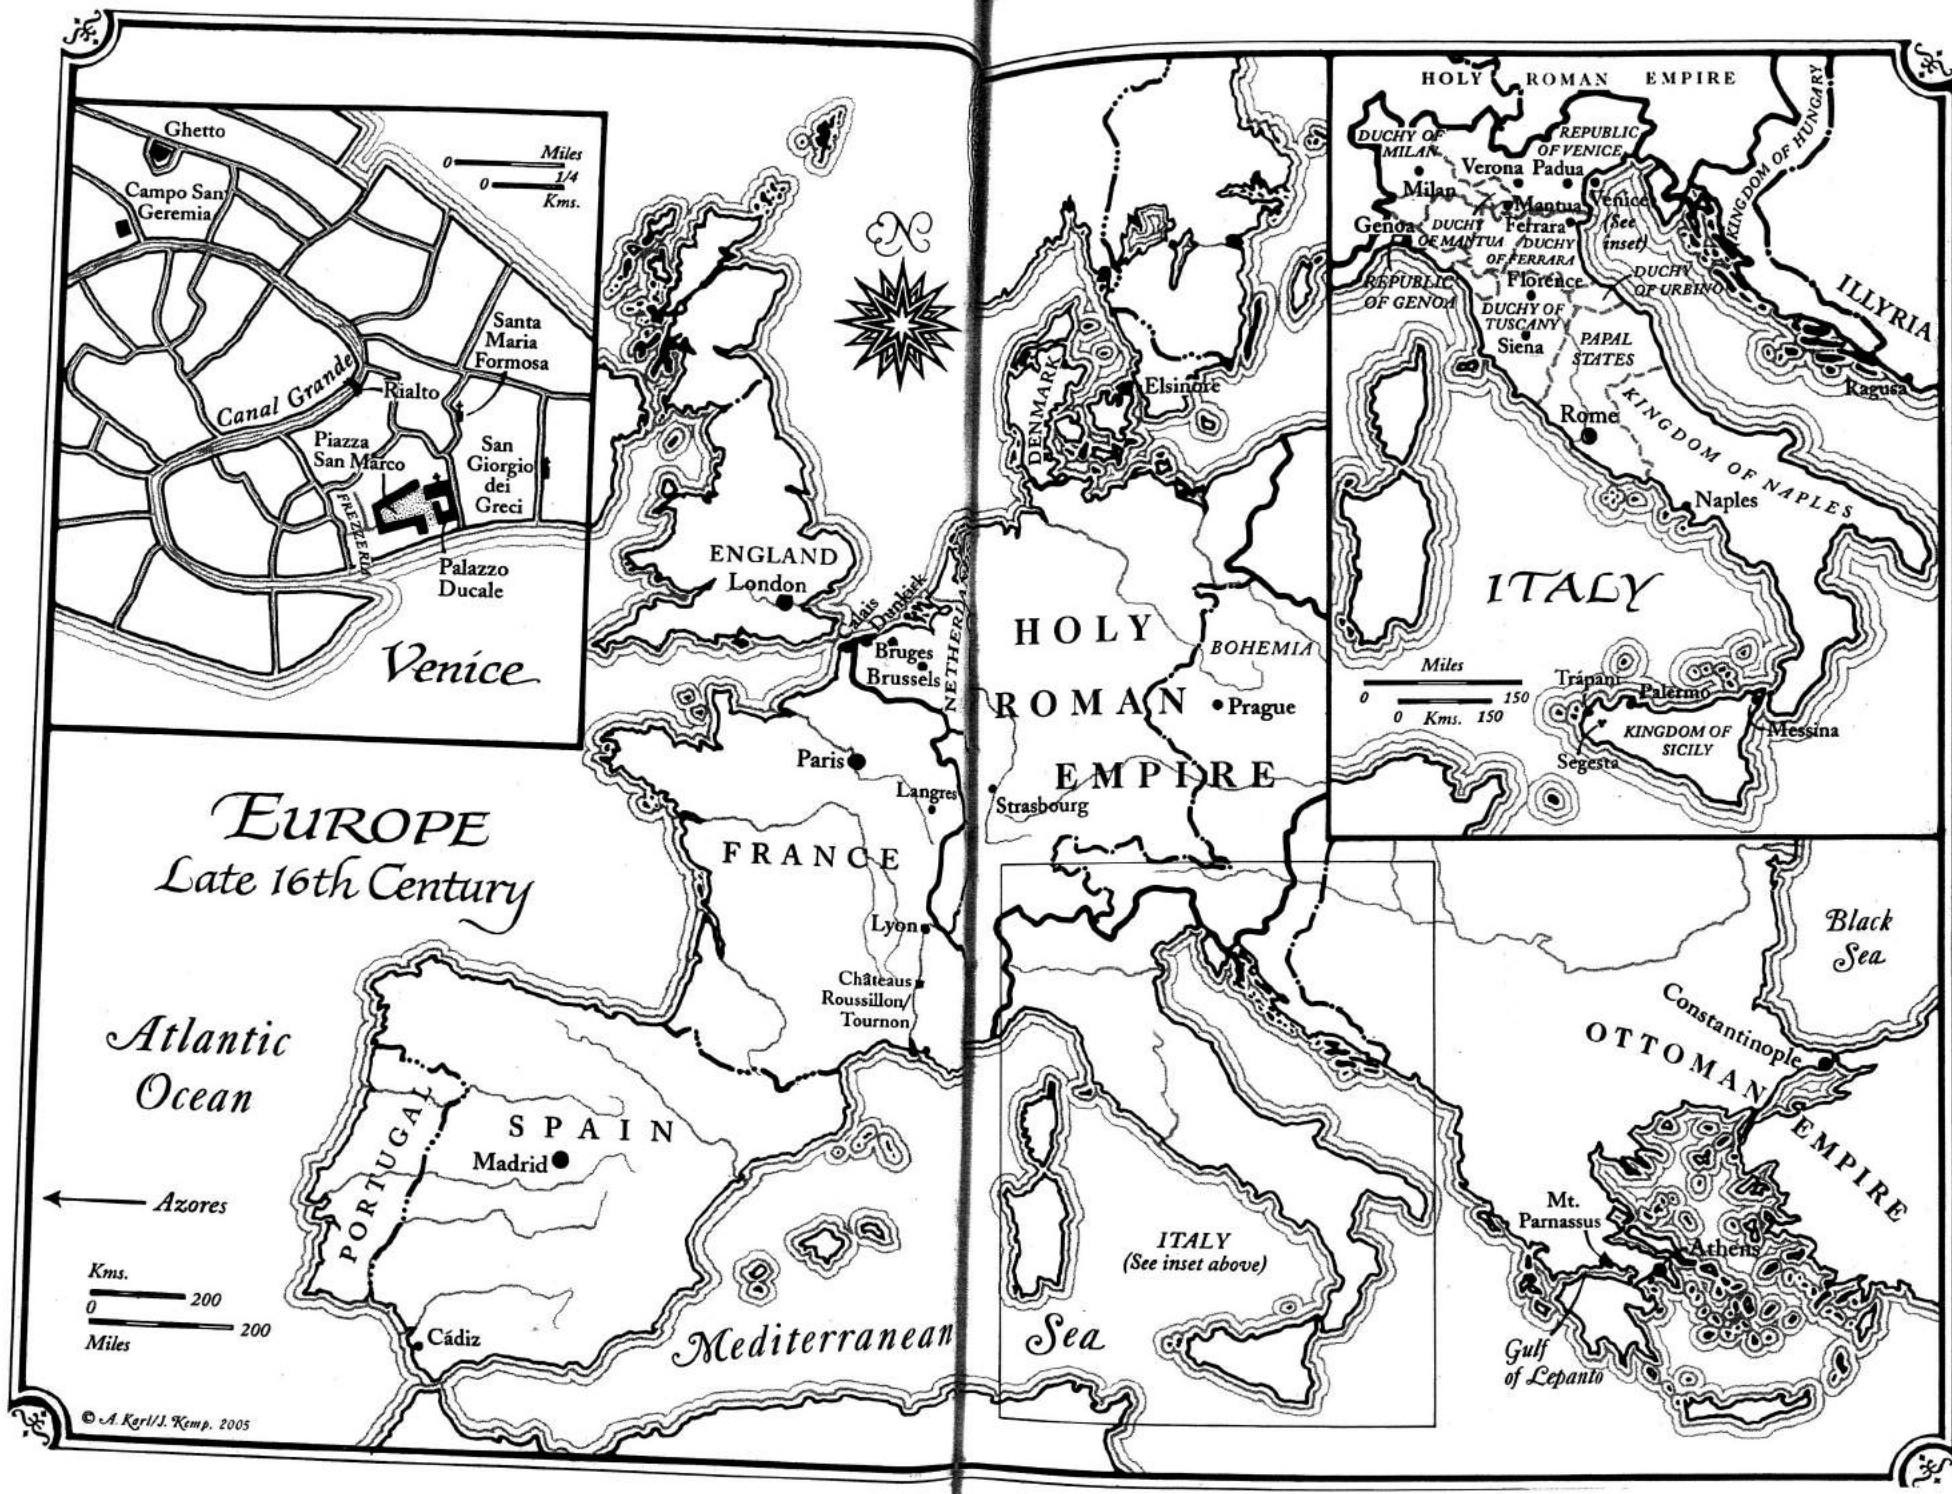 Ghetto
Miles
0
1/4
0
Kms.
Campo San
Geremia
Santa
Maria
Formosa
Canal Grande
Rialto
Piazza
San Marco
San
Giorgio
dei
Greci
FREZZERIA
Palazzo
Ducale
Venice
N
EUROPE
Late 16th Century
Atlantic
Ocean
Azores
Kms.
200
0
200
Miles
© A. Karl/J. Kemp, 2005
ENGLAND
London
Calais
Dunkirk
Bruges
Brussels
Paris
Langres
FRANCE
Lyon
Châteaus
Roussillon/
Tournon
SPAIN
Madrid
PORTUGAL
Cádiz
Mediterranean
Sea
DENMARK
Elsinore
HOLY
ROMAN
EMPIRE
BOHEMIA
Prague
Strasbourg
ITALY
(See inset above)
HOLY ROMAN EMPIRE
DUCHY OF
MILAN
REPUBLIC
OF VENICE
KINGDOM OF HUNGARY
Verona
Padua
Milan
Mantua
Venice
(See
inset)
Genoa
DUCHY
OF MANTUA
Ferrara
DUCHY
OF FERRARA
REPUBLIC
OF GENOA
Florence
DUCHY
OF URBINO
DUCHY OF
TUSCANY
Siena
PAPAL
STATES
ILLYRIA
Ragusa
Rome
KINGDOM OF NAPLES
Naples
ITALY
Miles
0
150
0
Kms.
150
Trápani
Palermo
KINGDOM OF
SICILY
Messina
Segesta
Black
Sea
Constantinople
OTTOMAN
EMPIRE
Mt.
Parnassus
Athens
Gulf
of Lepanto